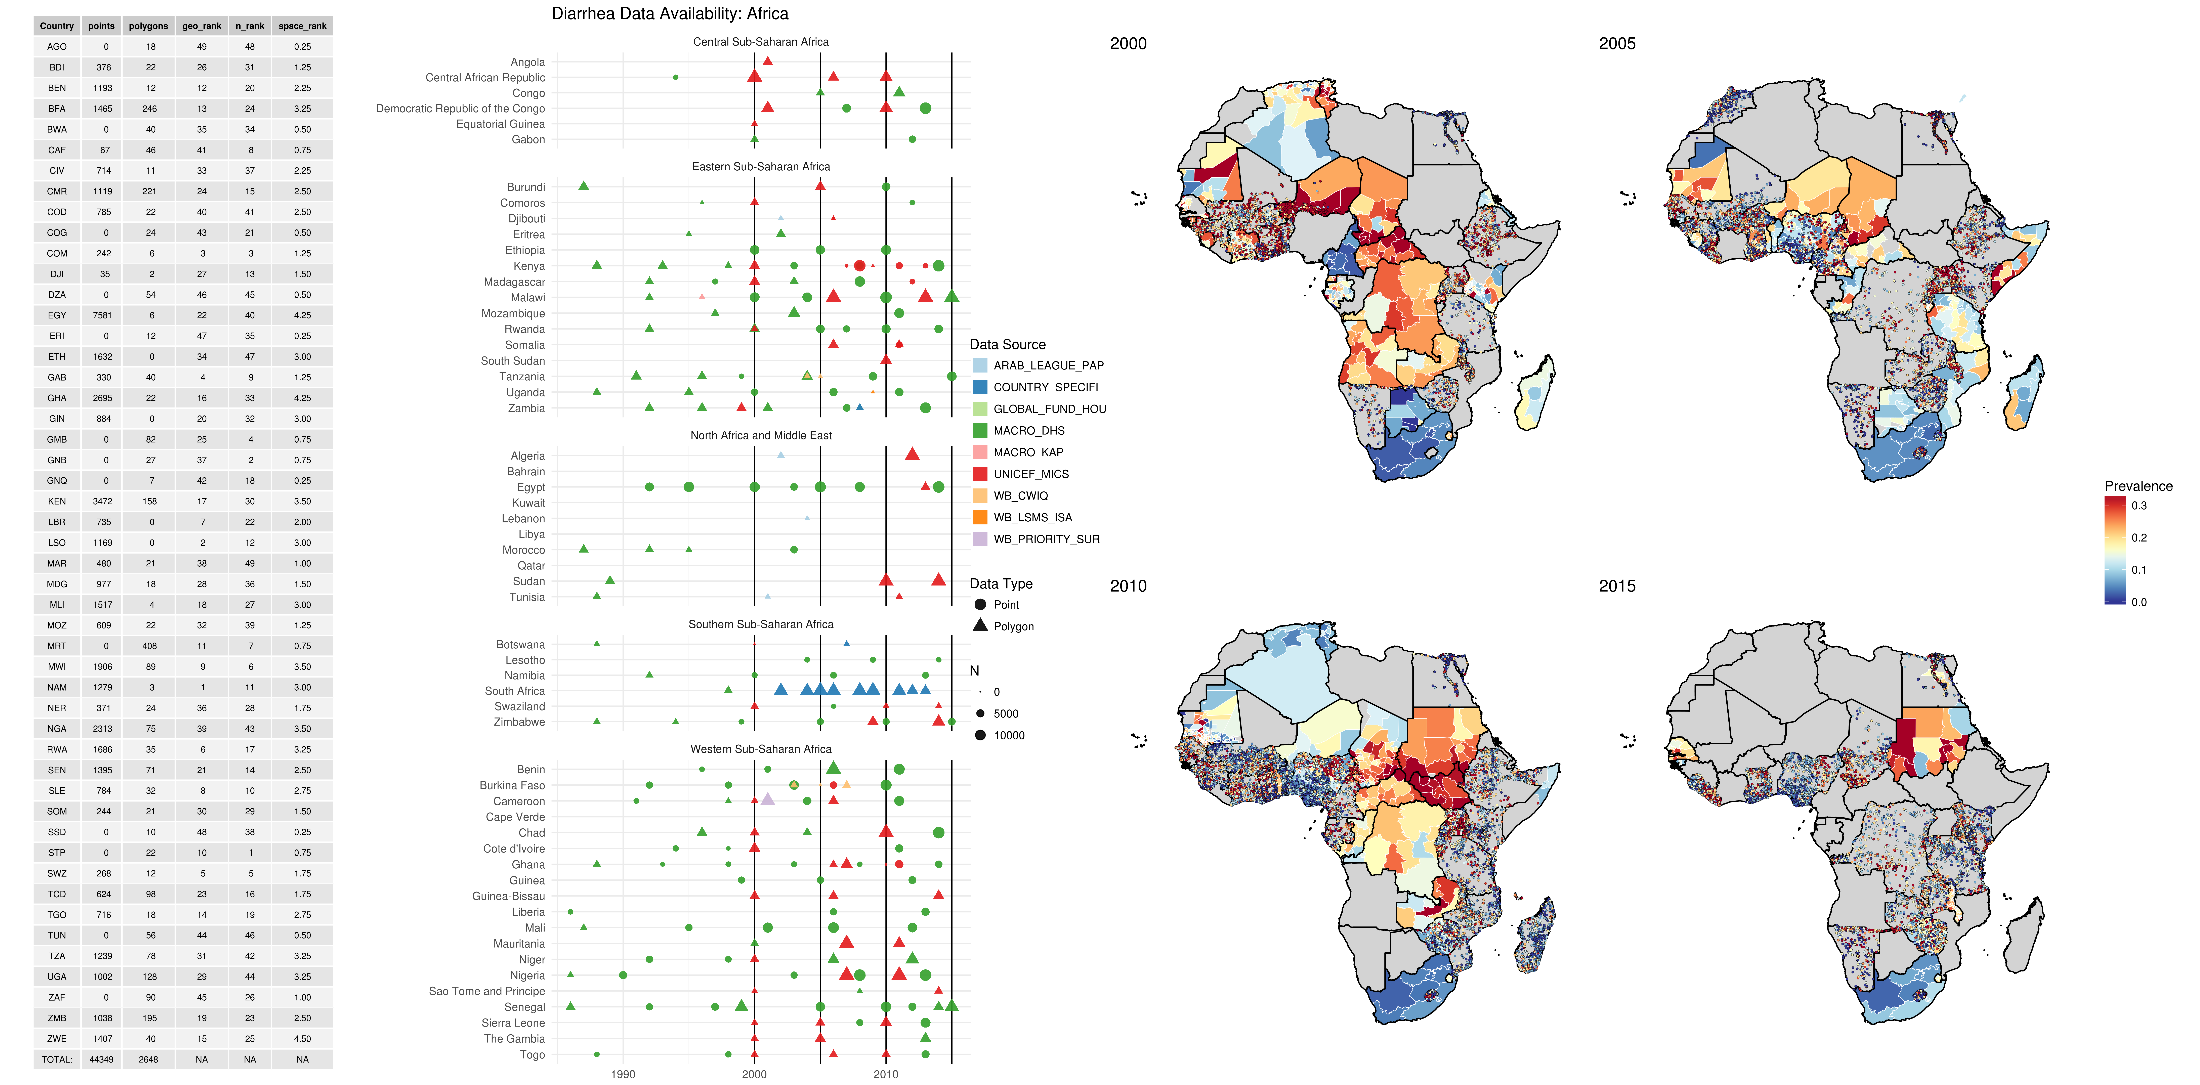 Country points polygons geo_rank n_rank space_rank
AGO 0 18 49 48 0.25
BDI 376 22 26 31 1.25
BEN 1193 12 12 20 2.25
BFA 1465 246 13 24 3.25
BWA 0 40 35 34 0.50
CAF 87 46 41 8 0.75
CIV 714 11 33 37 2.25
CMR 1119 221 24 15 2.50
COD 785 22 40 41 2.50
COG 0 24 43 21 0.50
COM 242 6 3 3 1.25
DJI 35 2 27 13 1.50
DZA 0 54 46 45 0.50
EGY 7581 6 22 40 4.25
ERI 0 12 47 35 0.25
ETH 1632 0 34 47 3.00
GAB 330 40 4 9 1.25
GHA 2695 22 16 33 4.25
GIN 884 0 20 32 3.00
GMB 0 82 25 4 0.75
GNB 0 27 37 2 0.75
GNQ 0 7 42 18 0.25
KEN 3472 158 17 30 3.50
LBR 735 0 7 22 2.00
LSO 1169 0 2 12 3.00
MAR 480 21 38 49 1.00
MDG 977 18 28 36 1.50
MLI 1517 4 18 27 3.00
MOZ 609 22 32 39 1.25
MRT 0 408 11 7 0.75
MWI 1906 89 9 6 3.50
NAM 1279 3 1 11 3.00
NER 371 24 36 28 1.75
NGA 2313 75 39 43 3.50
RWA 1686 35 6 17 3.25
SEN 1395 71 21 14 2.50
SLE 784 32 8 10 2.75
SOM 244 21 30 29 1.50
SSD 0 10 48 38 0.25
STP 0 22 10 1 0.75
SWZ 268 12 5 5 1.75
TCD 624 98 23 16 1.75
TGO 716 18 14 19 2.75
TUN 0 56 44 46 0.50
TZA 1239 78 31 42 3.25
UGA 1002 128 29 44 3.25
ZAF 0 90 45 26 1.00
ZMB 1038 195 19 23 2.50
ZWE 1407 40 15 25 4.50
TOTAL: 44349 2648 NA NA NA
Diarrhea Data Availability: Africa
Central Sub-Saharan Africa
Angola
Central African Republic
Congo
Democratic Republic of the Congo
Equatorial Guinea
Gabon
Eastern Sub-Saharan Africa
Burundi
Comoros
Djibouti
Eritrea
Ethiopia
Kenya
Madagascar
Malawi
Mozambique
Rwanda
Somalia
South Sudan
Tanzania
Uganda
Zambia
North Africa and Middle East
Algeria
Bahrain
Egypt
Kuwait
Lebanon
Libya
Morocco
Qatar
Sudan
Tunisia
Southern Sub-Saharan Africa
Botswana
Lesotho
Namibia
South Africa
Swaziland
Zimbabwe
Western Sub-Saharan Africa
Benin
Burkina Faso
Cameroon
Cape Verde
Chad
Cote d'Ivoire
Ghana
Guinea
Guinea-Bissau
Liberia
Mali
Mauritania
Niger
Nigeria
Sao Tome and Principe
Senegal
Sierra Leone
The Gambia
Togo
1990 2000 2010
Data Source
ARAB_LEAGUE_PAP
COUNTRY_SPECIFI
GLOBAL_FUND_HOU
MACRO_DHS
MACRO_KAP
UNICEF_MICS
WB_CWIQ
WB_LSMS_ISA
WB_PRIORITY_SUR
Data Type
Point
Polygon
N
0
5000
10000
2000
2005
2010
2015
Prevalence
0.3
0.2
0.1
0.0